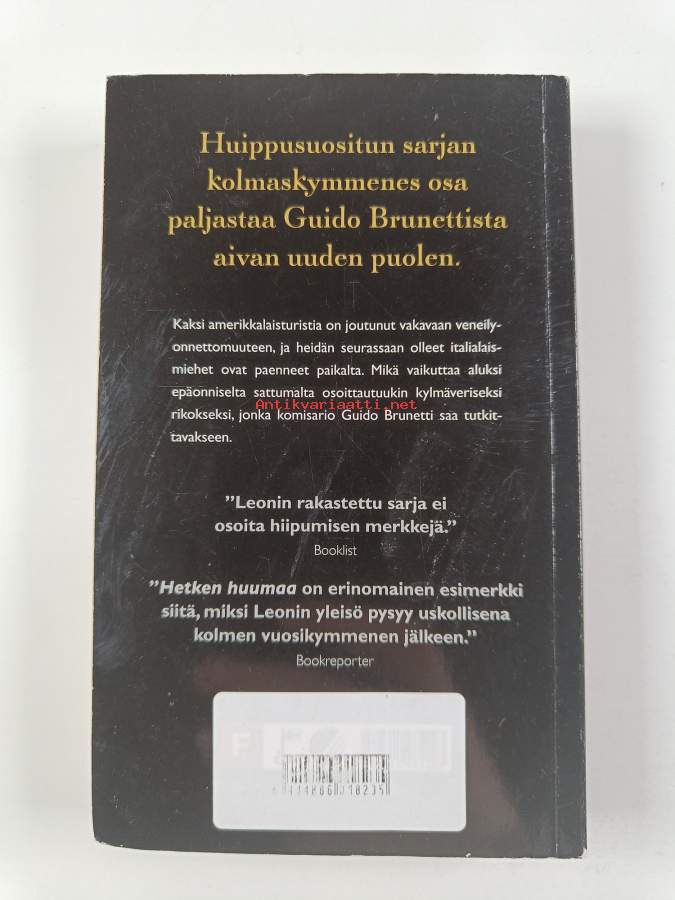 Huippusuositun sarjan
kolmaskymmenes osa
paljastaa Guido Brunettista
aivan uuden puolen.
Kaksi amerikkalaisturistia on joutunut vakavaan veneily-
onnettomuuteen, ja heidän seurassaan olleet italialais-
miehet ovat paenneet paikalta. Mikä vaikuttaa aluksi
epäonniselta sattumalta osoittautuukin kylmäveriseksi
Antikvariaatti.net
rikokseksi, jonka komisario Guido Brunetti saa tutkit-
tavakseen.
”Leonin rakastettu sarja ei
osoita hiipumisen merkkejä.”
Booklist
”Hetken huumaa on erinomainen esimerkki
siitä, miksi Leonin yleisö pysyy uskollisena
kolmen vuosikymmenen jälkeen.”
Bookreporter
F